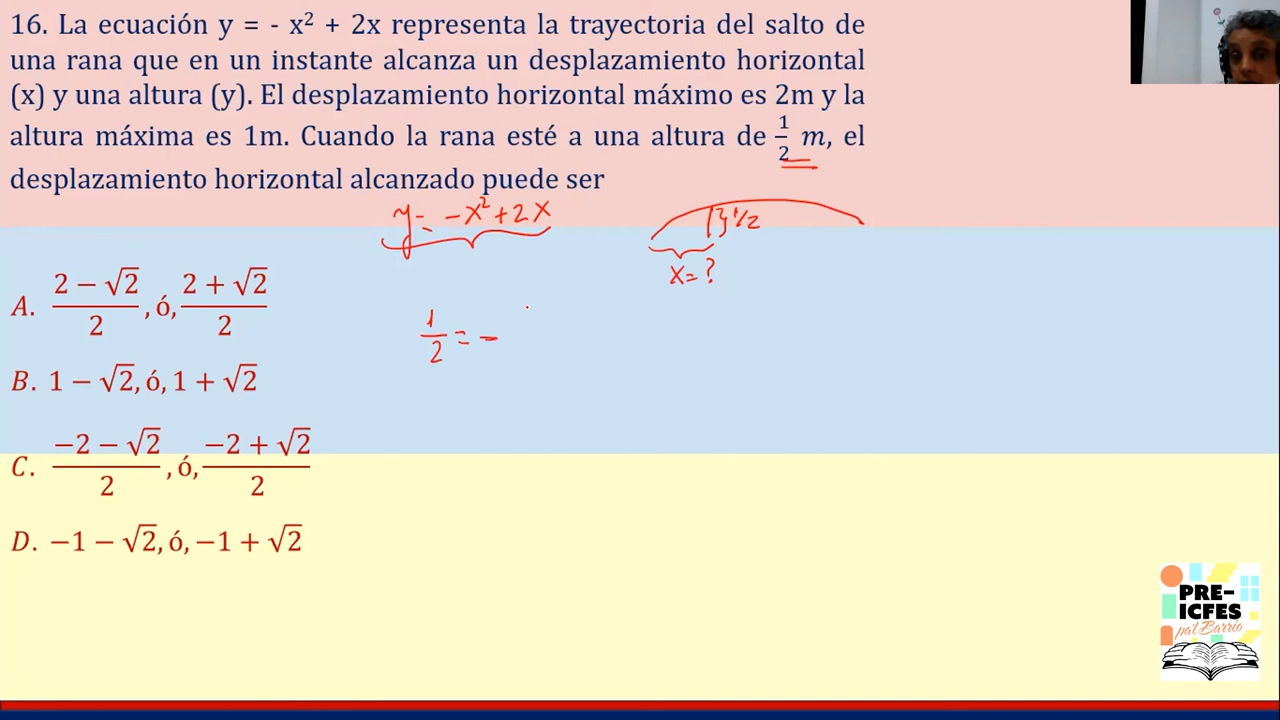 16. La ecuación y = - x² + 2x representa la trayectoria del salto de
una rana que en un instante alcanza un desplazamiento horizontal
(x) y una altura (y). El desplazamiento horizontal máximo es 2m y la
altura máxima es 1m. Cuando la rana esté a una altura de 1/2 m, el
desplazamiento horizontal alcanzado puede ser
y = -x² + 2x
1/2
x = ?
A. (2 − √2)/2 , ó, (2 + √2)/2
1/2 = -
B. 1 − √2, ó, 1 + √2
C. (−2 − √2)/2 , ó, (−2 + √2)/2
D. −1 − √2, ó, −1 + √2
PRE-
ICFES
pal Barrio